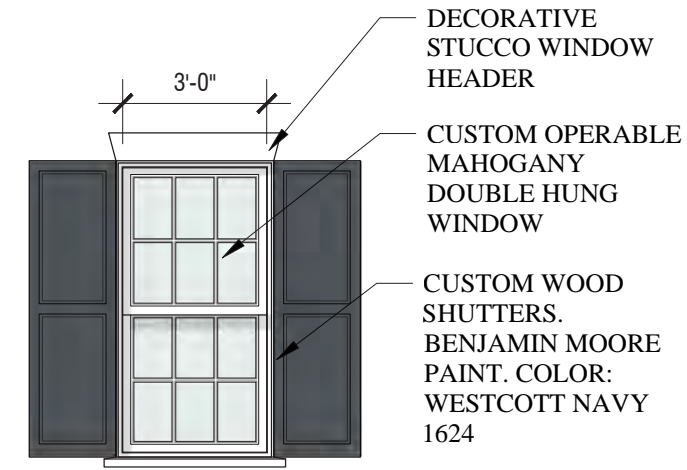 3'-0"
DECORATIVE
STUCCO WINDOW
HEADER
CUSTOM OPERABLE
MAHOGANY
DOUBLE HUNG
WINDOW
CUSTOM WOOD
SHUTTERS.
BENJAMIN MOORE
PAINT. COLOR:
WESTCOTT NAVY
1624